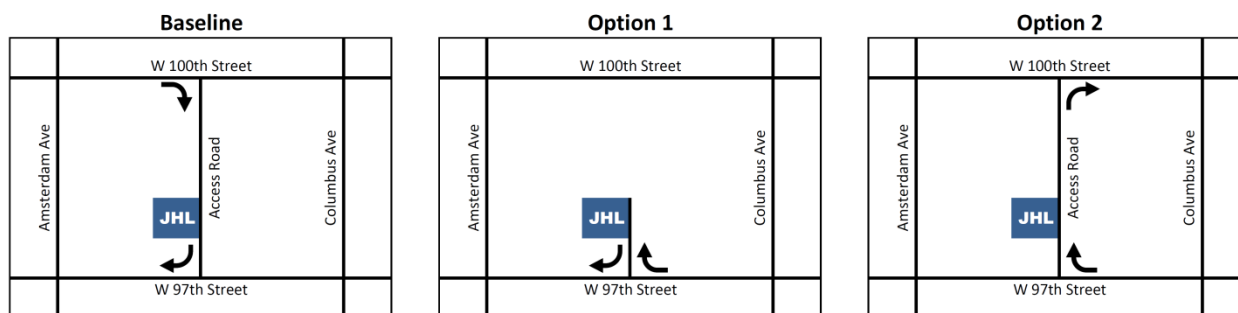 Baseline
W 100th Street
Amsterdam Ave
Access Road
Columbus Ave
JHL
W 97th Street
Option 1
W 100th Street
Amsterdam Ave
Columbus Ave
JHL
W 97th Street
Option 2
W 100th Street
Amsterdam Ave
Access Road
Columbus Ave
JHL
W 97th Street